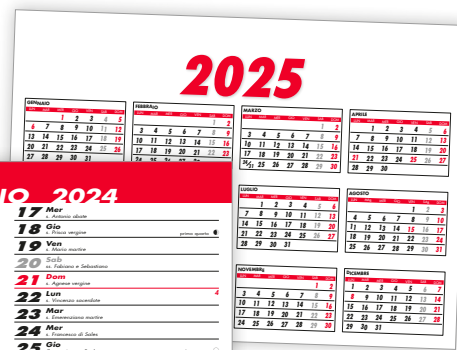 2025
GENNAIO
1 2 3 4 5
6 7 8 9 10 11 12
13 14 15 16 17 18 19
20 21 22 23 24 25 26
27 28 29 30 31
FEBBRAIO
1 2
3 4 5 6 7 8 9
10 11 12 13 14 15 16
17 18 19 20 21 22 23
MARZO
1 2
3 4 5 6 7 8 9
10 11 12 13 14 15 16
17 18 19 20 21 22 23
24/31 25 26 27 28 29 30
APRILE
1 2 3 4 5 6
7 8 9 10 11 12 13
14 15 16 17 18 19 20
21 22 23 24 25 26 27
28 29 30
LUGLIO
1 2 3 4 5 6
7 8 9 10 11 12 13
14 15 16 17 18 19 20
21 22 23 24 25 26 27
28 29 30 31
AGOSTO
1 2 3
4 5 6 7 8 9 10
11 12 13 14 15 16 17
18 19 20 21 22 23 24
25 26 27 28 29 30 31
NOVEMBRE
1 2
3 4 5 6 7 8 9
10 11 12 13 14 15 16
17 18 19 20 21 22 23
24 25 26 27 28 29 30
DICEMBRE
1 2 3 4 5 6 7
8 9 10 11 12 13 14
15 16 17 18 19 20 21
22 23 24 25 26 27 28
29 30 31
IO 2024
17 Mer
s. Antonio abate
18 Gio
s. Prisca vergine primo quarto
19 Ven
s. Mario martire
20 Sab
ss. Fabiano e Sebastiano
21 Dom
s. Agnese vergine
22 Lun 4
s. Vincenzo sacerdote
23 Mar
s. Emerenziana martire
24 Mer
s. Francesco di Sales
25 Gio